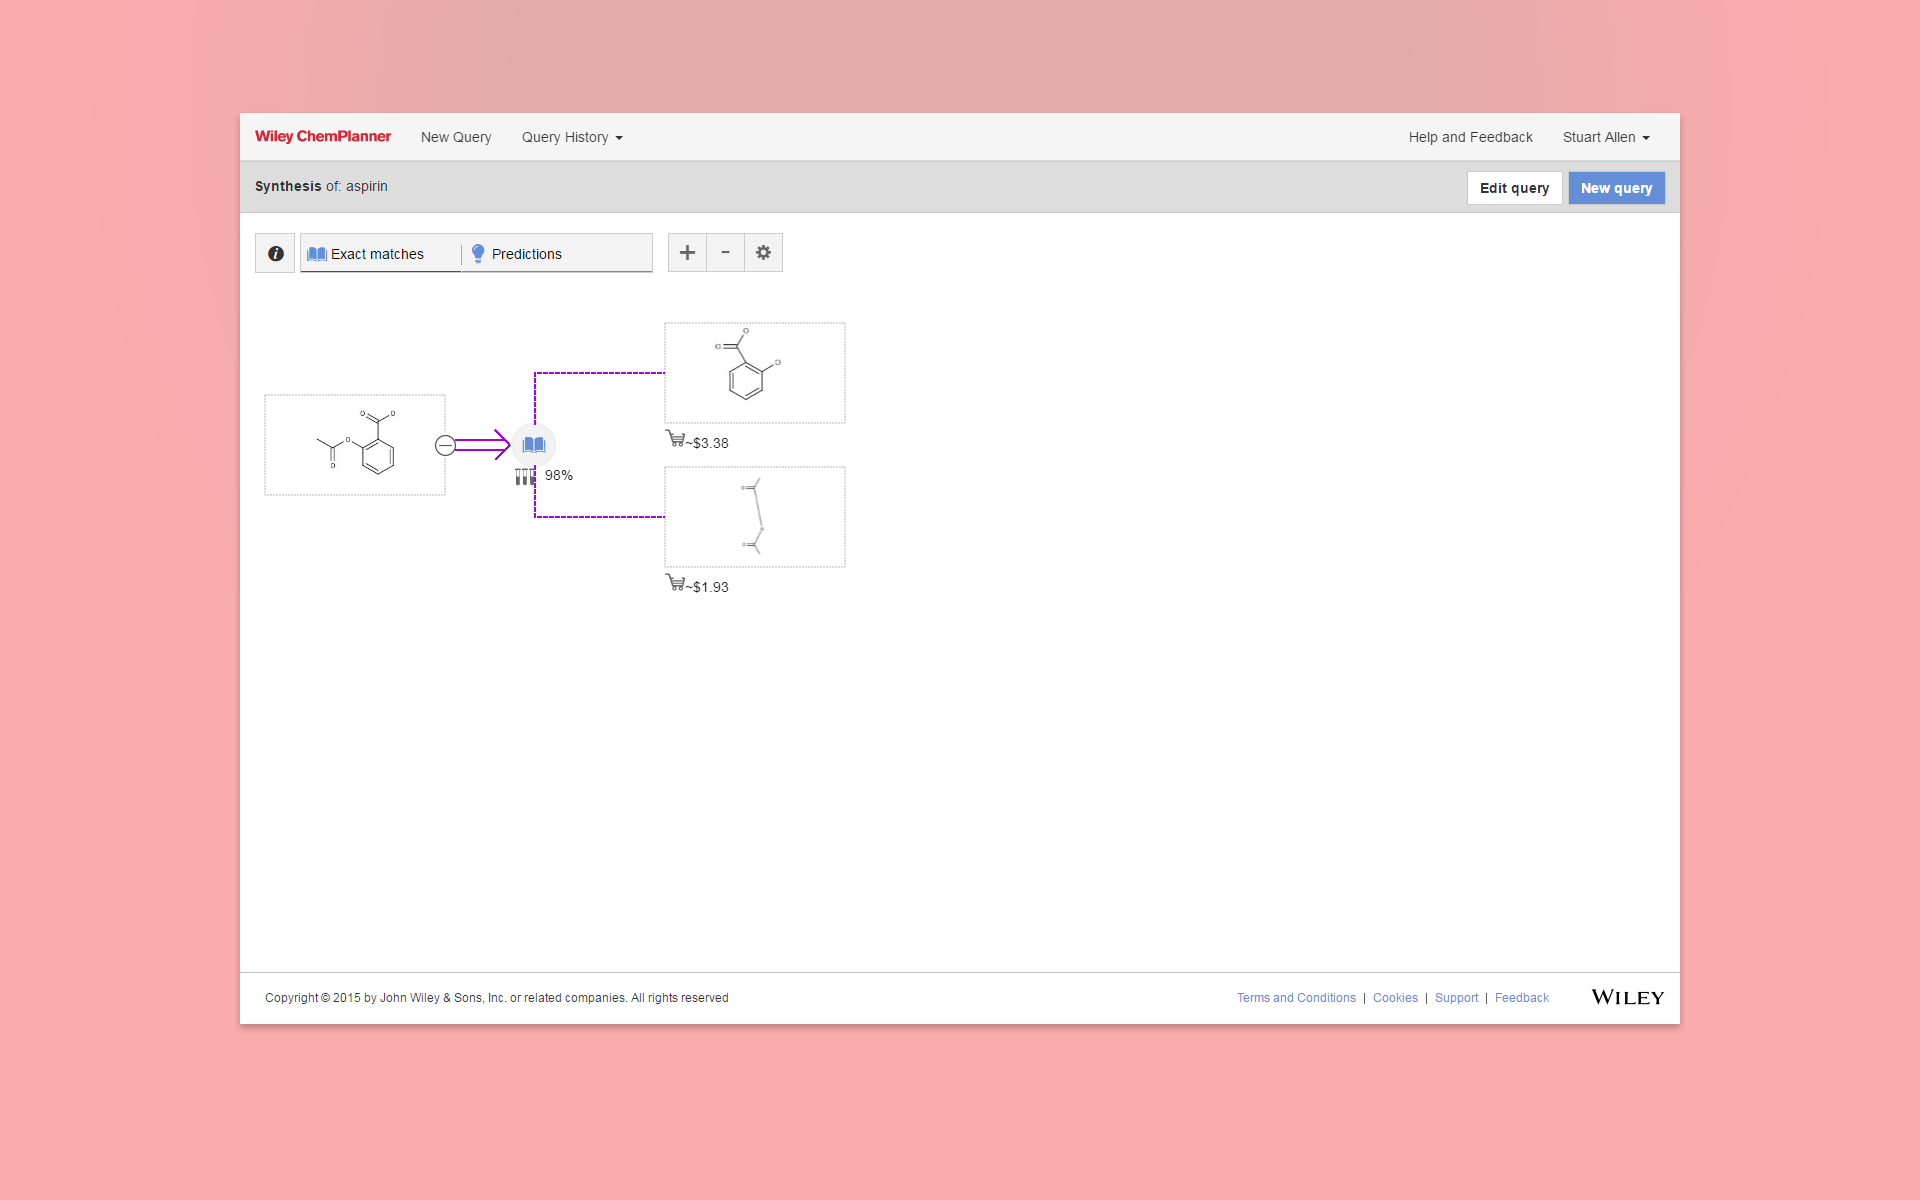 Wiley ChemPlanner New Query Query History Help and Feedback Stuart Allen
Synthesis of: aspirin Edit query New query
i Exact matches | Predictions + -
O
O
O
O O
O
O
~$3.38
98%
~$1.93
Copyright © 2015 by John Wiley & Sons, Inc. or related companies. All rights reserved Terms and Conditions | Cookies | Support | Feedback WILEY